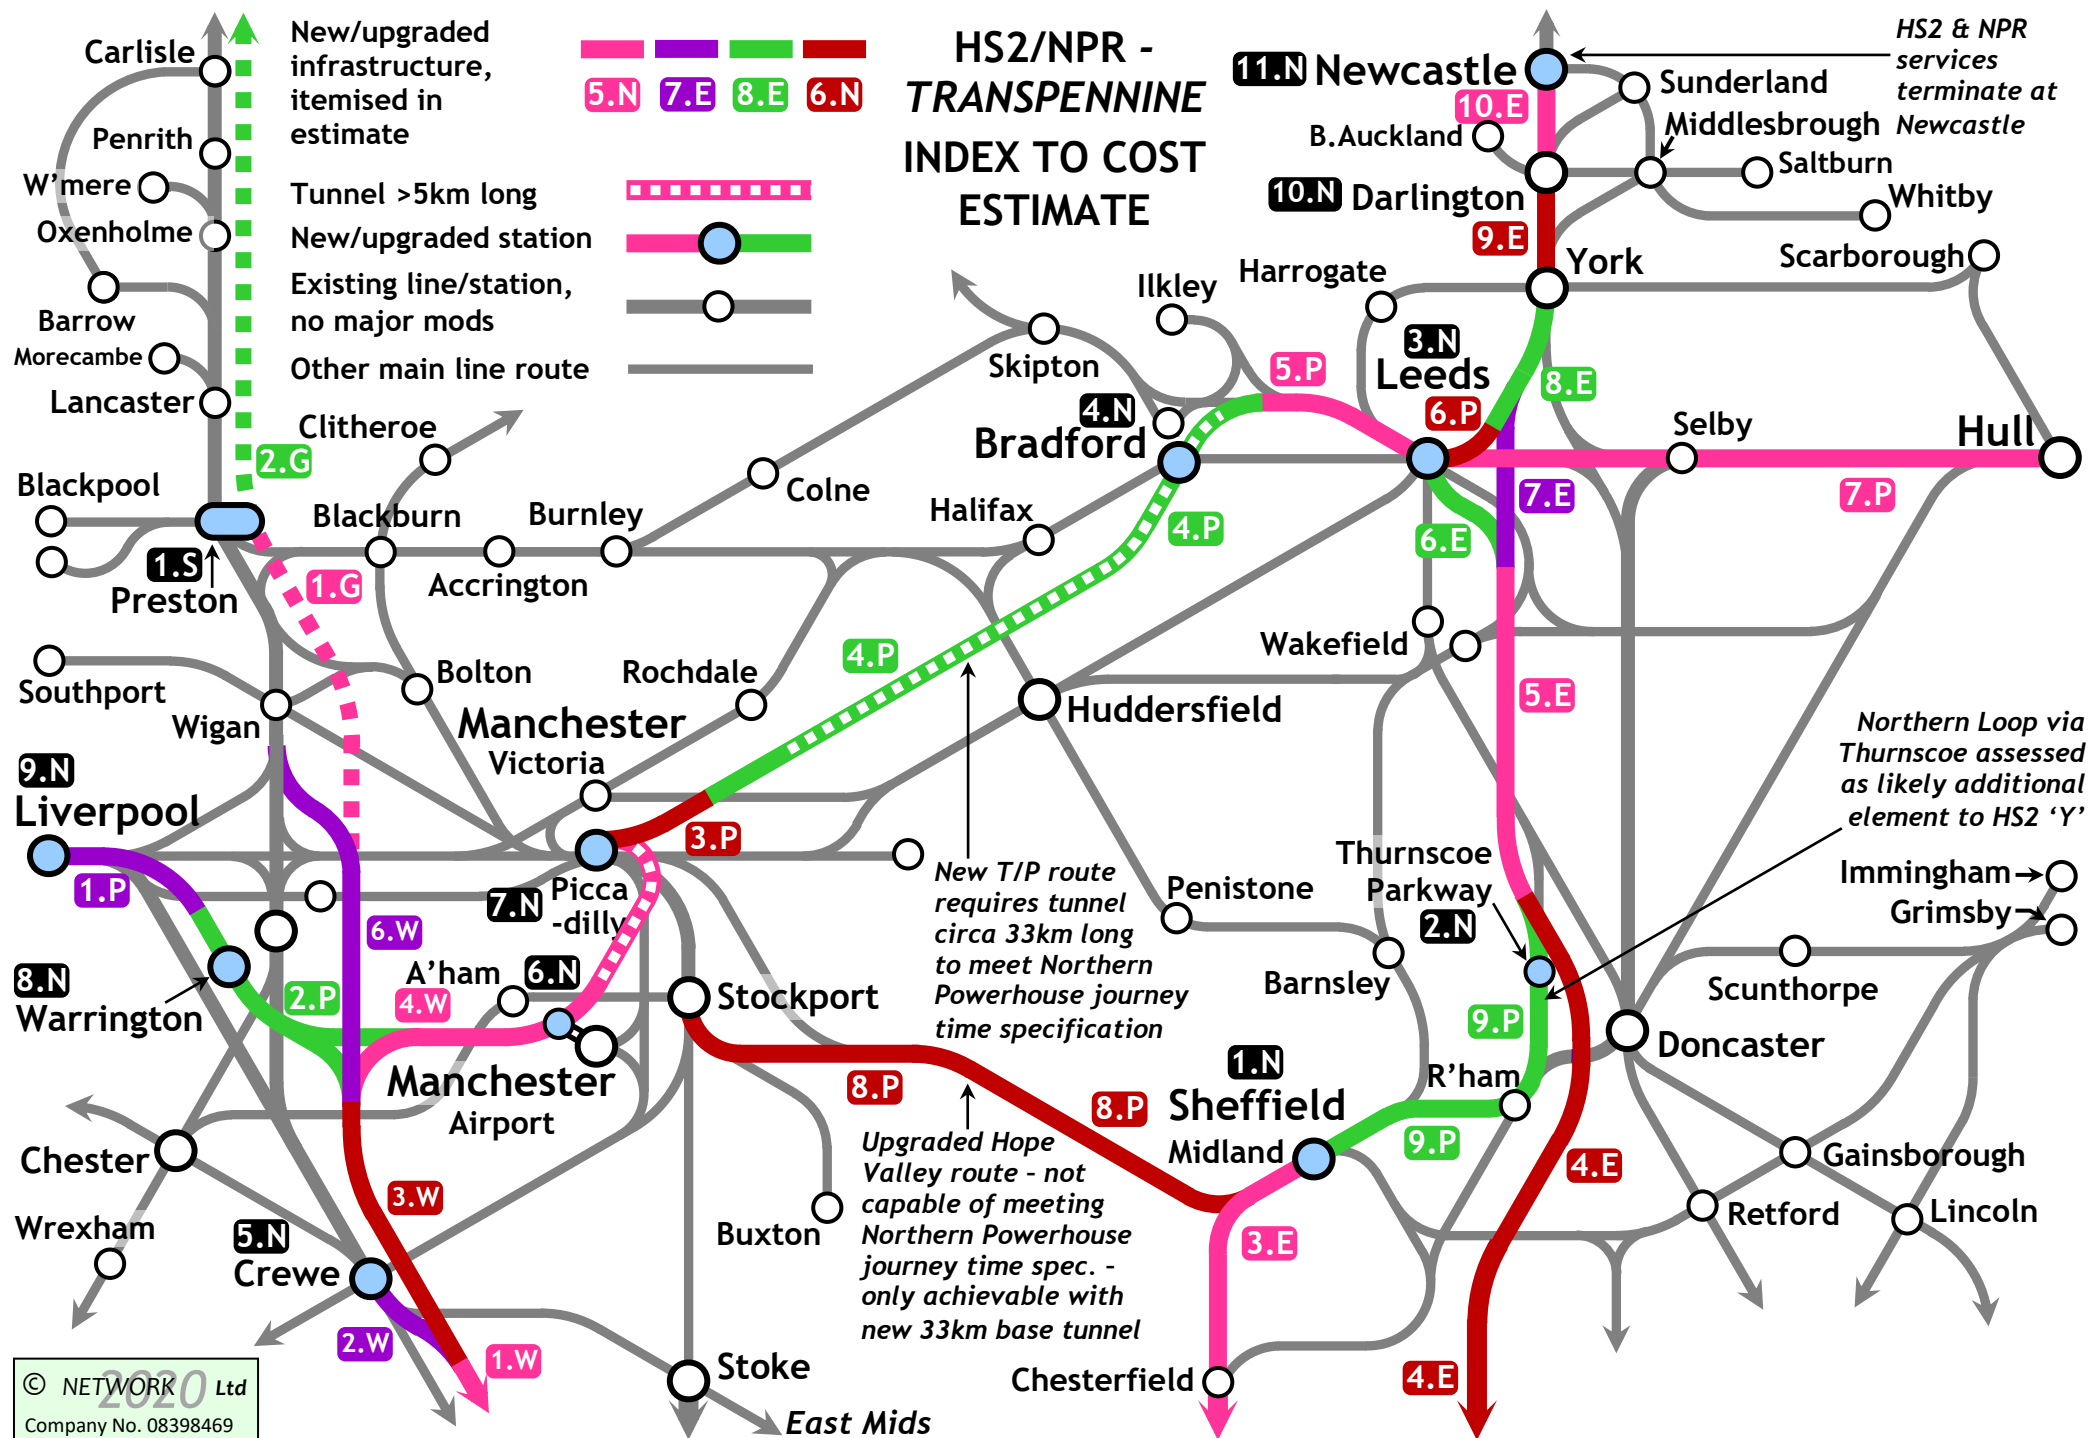 HS2/NPR -
TRANSPENNINE
INDEX TO COST
ESTIMATE
New/upgraded
infrastructure,
itemised in
estimate
5.N
7.E
8.E
6.N
Tunnel >5km long
New/upgraded station
Existing line/station,
no major mods
Other main line route
HS2 & NPR
services
terminate at
Newcastle
Carlisle
Penrith
W'mere
Oxenholme
Barrow
Morecambe
Lancaster
2.G
Blackpool
1.S
Preston
1.G
Clitheroe
Blackburn
Accrington
Burnley
Colne
Skipton
Ilkley
Harrogate
11.N Newcastle
10.E
Sunderland
B.Auckland
Middlesbrough
Saltburn
Whitby
10.N Darlington
9.E
York
Scarborough
3.N
Leeds
5.P
6.P
8.E
4.N
Bradford
Selby
Hull
7.E
7.P
6.E
4.P
Halifax
4.P
Wakefield
5.E
Southport
Wigan
Bolton
Rochdale
Manchester
Victoria
Huddersfield
Northern Loop via
Thurnscoe assessed
as likely additional
element to HS2 ‘Y’
9.N
Liverpool
1.P
3.P
7.N
Picca
-dilly
6.W
8.N
Warrington
2.P
A'ham
6.N
4.W
Stockport
Manchester
Airport
New T/P route
requires tunnel
circa 33km long
to meet Northern
Powerhouse journey
time specification
Penistone
Barnsley
Thurnscoe
Parkway
2.N
9.P
Immingham
Grimsby
Scunthorpe
Doncaster
R'ham
1.N
Sheffield
Midland
9.P
8.P
8.P
Upgraded Hope
Valley route - not
capable of meeting
Northern Powerhouse
journey time spec. -
only achievable with
new 33km base tunnel
4.E
Gainsborough
Retford
Lincoln
Chester
Wrexham
3.W
5.N
Crewe
2.W
1.W
Buxton
3.E
Chesterfield
4.E
Stoke
East Mids
© NETWORK 2020 Ltd
Company No. 08398469